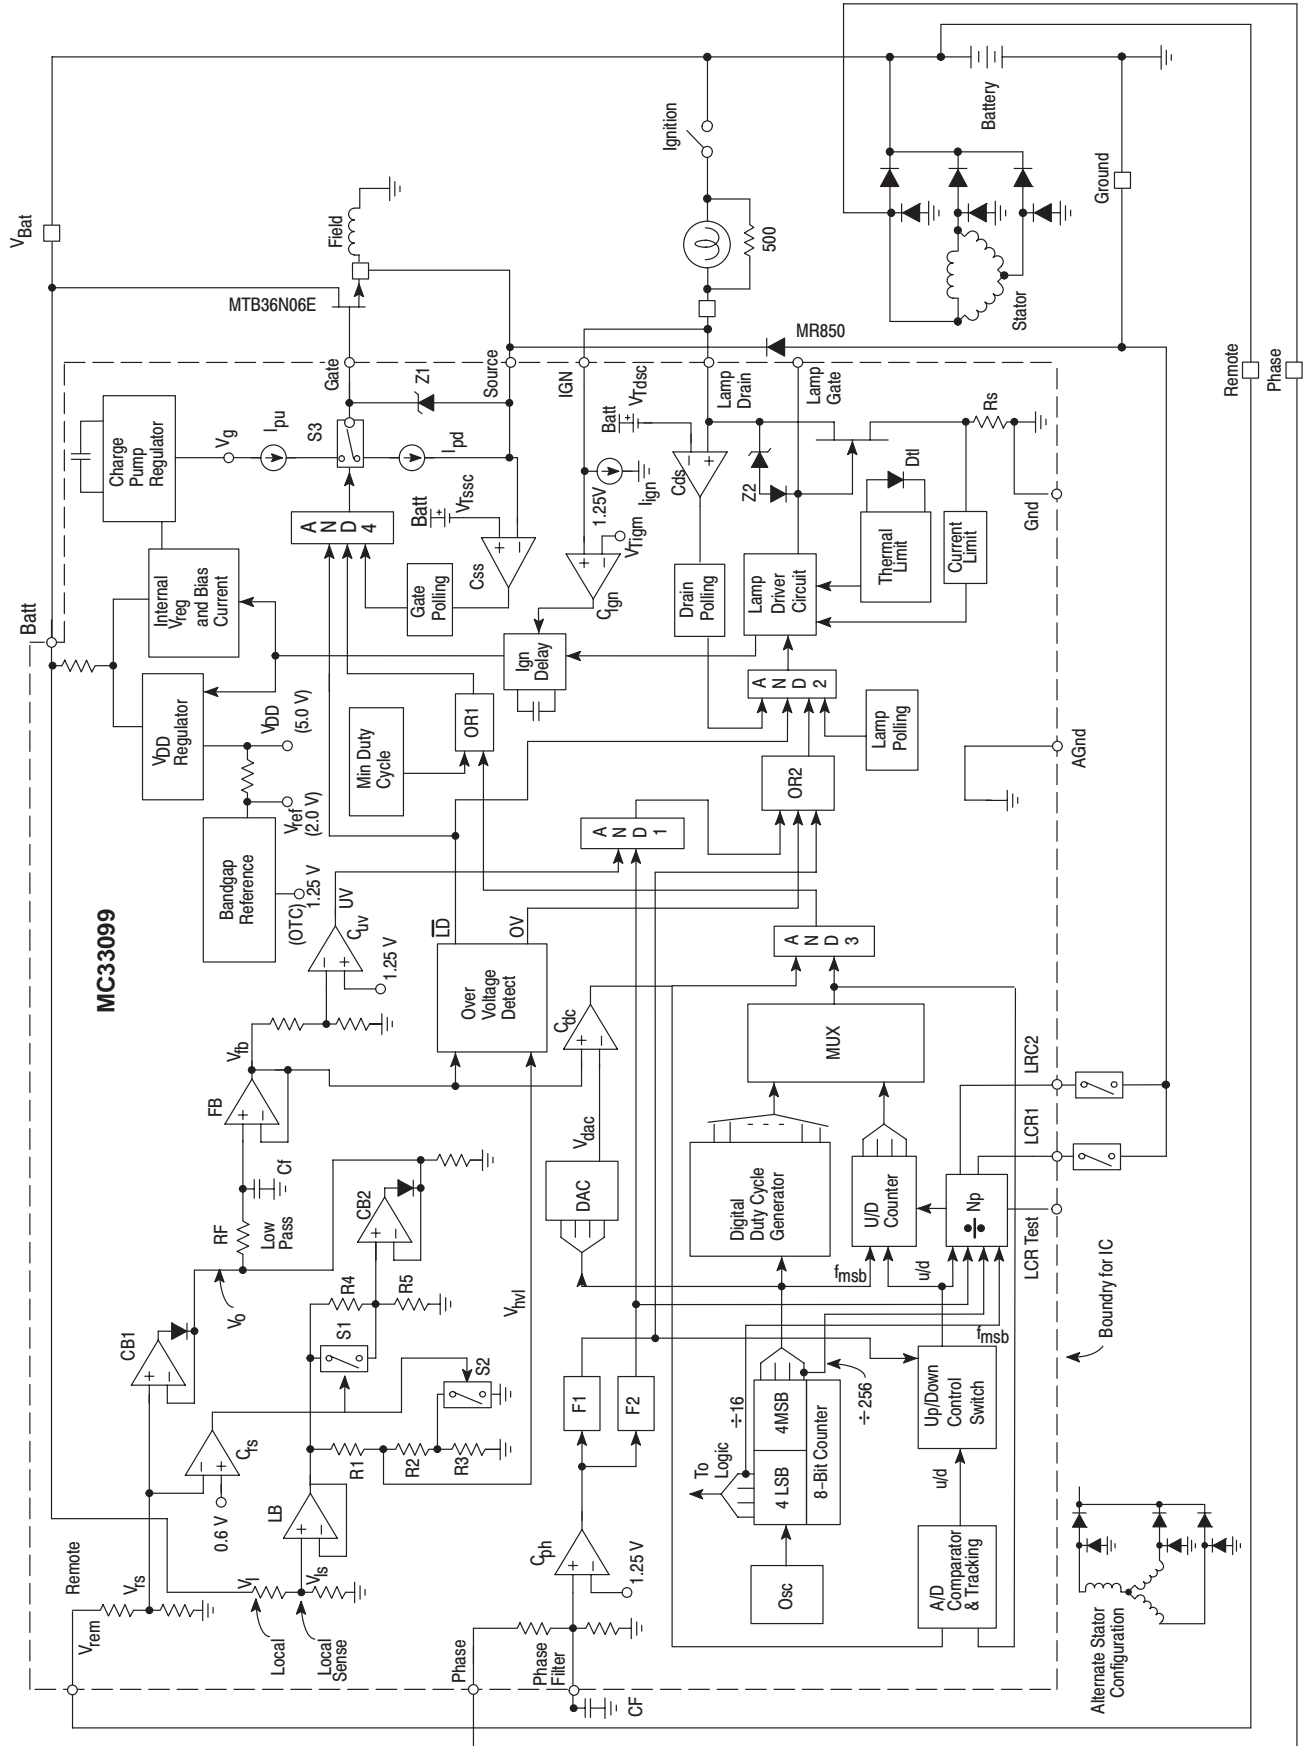 MC33099
Remote
Vrem
Vrs
0.6 V
Crs
CB1
Vo
RF
Low
Pass
Cf
FB
Vfb
Vl
Vls
Local
Local
Sense
LB
R1
R2
R3
S1
S2
R4
R5
CB2
Vhvl
Phase
Phase
Filter
CF
Cph
1.25 V
F1
F2
Cuv
1.25 V
UV
Over
Voltage
Detect
LD
OV
Cdc
Vdac
DAC
Bandgap
Reference
(OTC)
1.25 V
Vref
(2.0 V)
VDD
Regulator
VDD
(5.0 V)
Internal
Vreg
and Bias
Current
Charge
Pump
Regulator
Vg
Ipu
S3
Ipd
Z1
Gate
Source
Batt
VBat
MTB36N06E
Field
AND 4
Min Duty
Cycle
OR1
Gate
Polling
Css
Batt
VTssc
IGN
Iign
1.25V
VTigm
Cign
Ign
Delay
Batt
VTdsc
Cds
Lamp
Drain
Lamp
Gate
Drain
Polling
Z2
Lamp
Driver
Circuit
Thermal
Limit
Dtl
Current
Limit
Rs
Gnd
AND 1
OR2
AND 2
Lamp
Polling
AGnd
AND 3
MUX
Digital
Duty Cycle
Generator
U/D
Counter
÷ Np
fmsb
u/d
fmsb
LRC2
LCR1
LCR Test
Boundry for IC
Osc
To
Logic
÷16
4 LSB
4MSB
8-Bit Counter
÷256
A/D
Comparator
& Tracking
u/d
Up/Down
Control
Switch
Alternate Stator
Configuration
Ignition
500
MR850
Battery
Ground
Stator
Remote
Phase